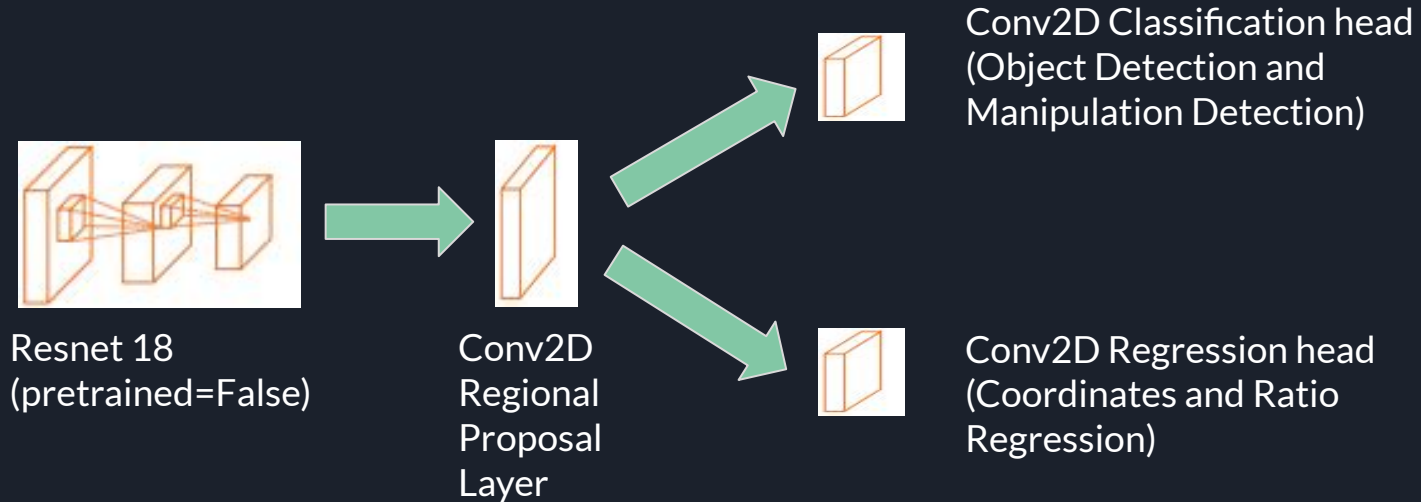 Resnet 18
(pretrained=False)
Conv2D
Regional
Proposal
Layer
Conv2D Classification head
(Object Detection and
Manipulation Detection)
Conv2D Regression head
(Coordinates and Ratio
Regression)